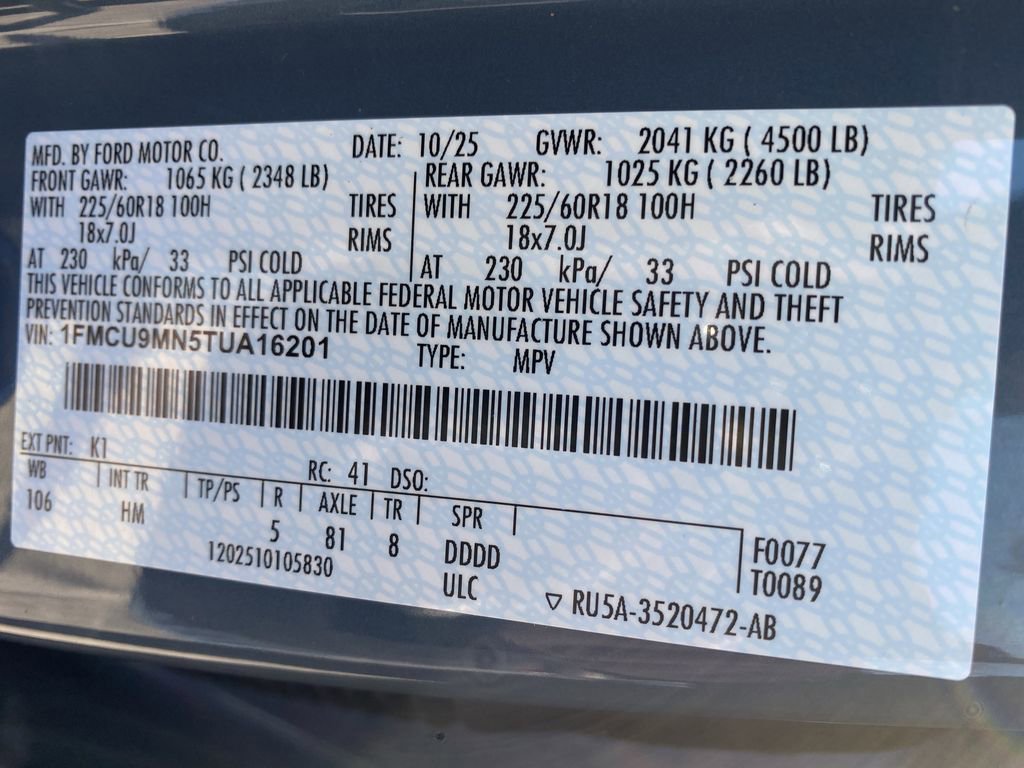 MFD. BY FORD MOTOR CO. DATE: 10/25 GVWR: 2041 KG ( 4500 LB)
FRONT GAWR: 1065 KG ( 2348 LB) REAR GAWR: 1025 KG ( 2260 LB)
WITH 225/60R18 100H TIRES WITH 225/60R18 100H TIRES
18x7.0J RIMS 18x7.0J RIMS
AT 230 kPa/ 33 PSI COLD AT 230 kPa/ 33 PSI COLD
THIS VEHICLE CONFORMS TO ALL APPLICABLE FEDERAL MOTOR VEHICLE SAFETY AND THEFT
PREVENTION STANDARDS IN EFFECT ON THE DATE OF MANUFACTURE SHOWN ABOVE.
VIN: 1FMCU9MN5TUA16201 TYPE: MPV
EXT PNT: K1 RC: 41 DSO:
WB INT TR TP/PS R AXLE TR SPR
106 HM 5 81 8 DDDD F0077
1202510105830 ULC T0089
RU5A-3520472-AB